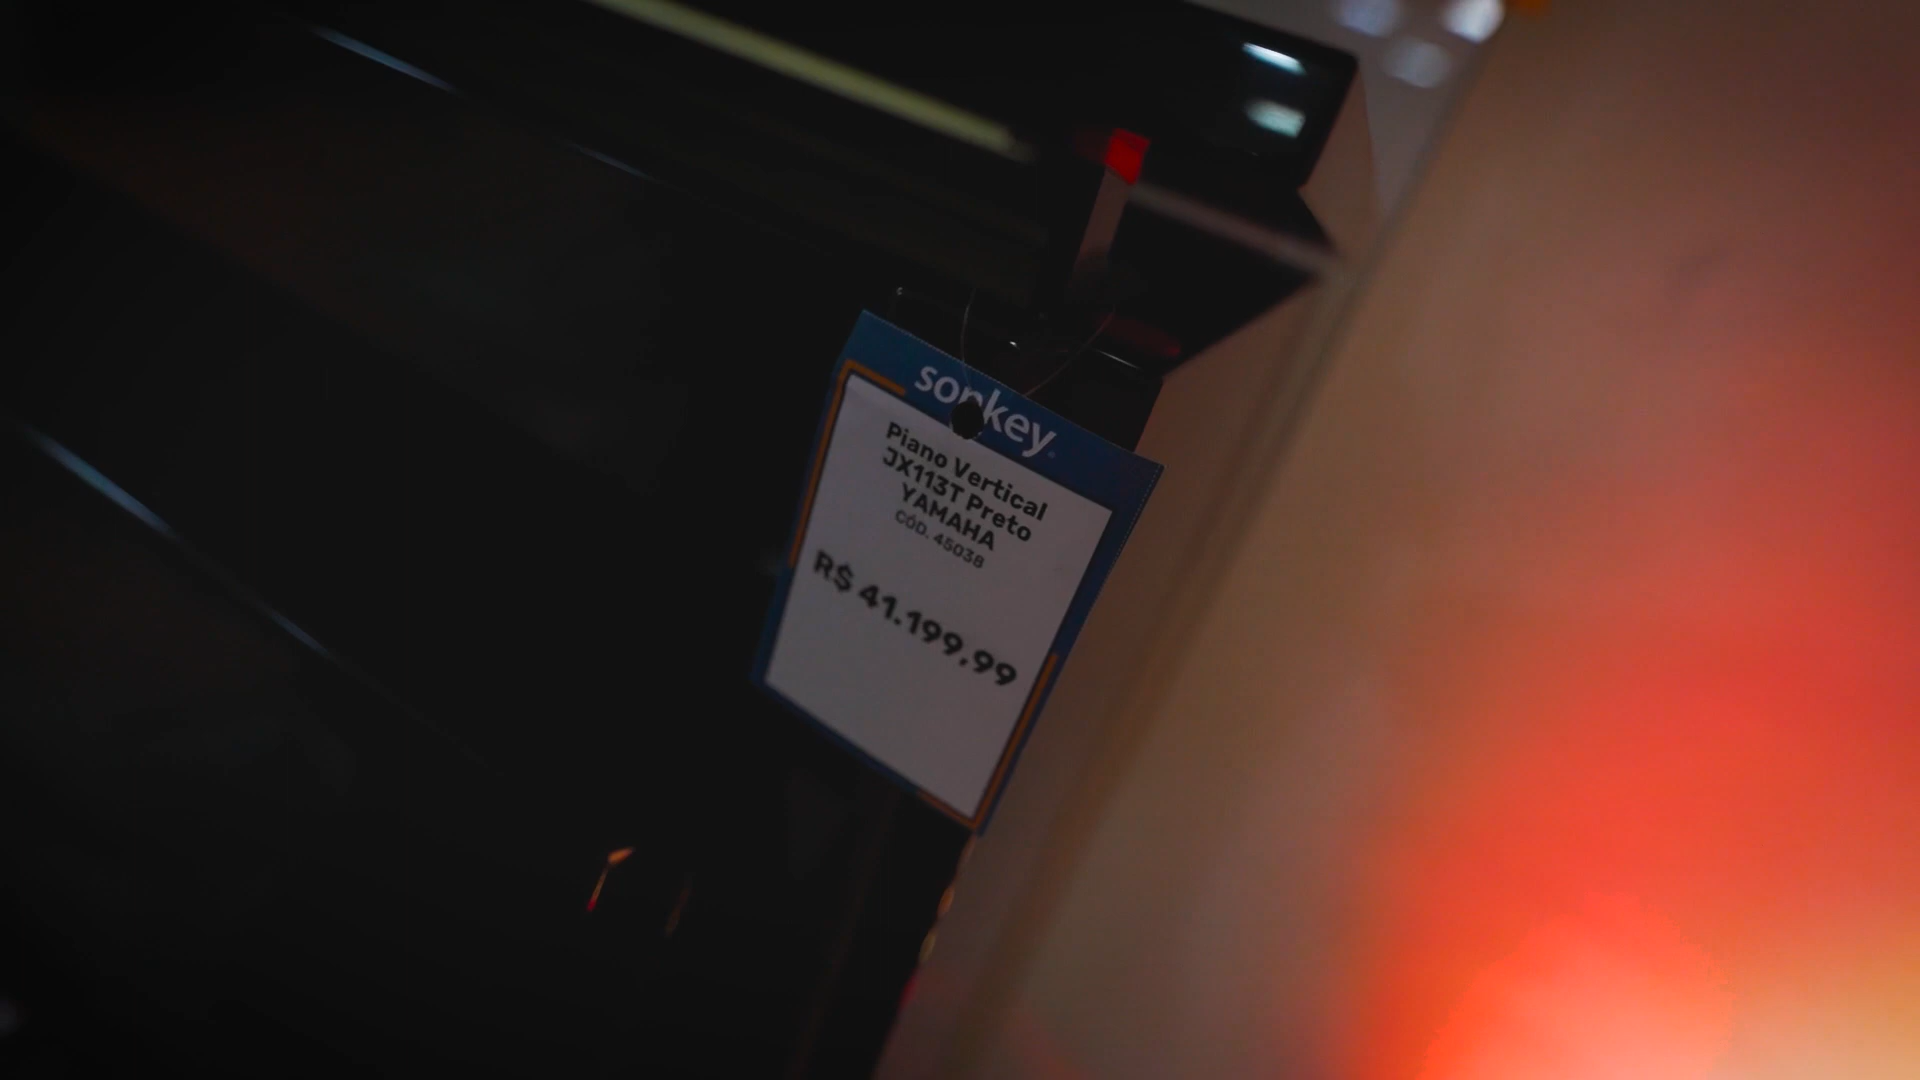 sonkey
Piano Vertical
JX113T Preto
YAMAHA
CÓD. 45038
R$ 41.199,99